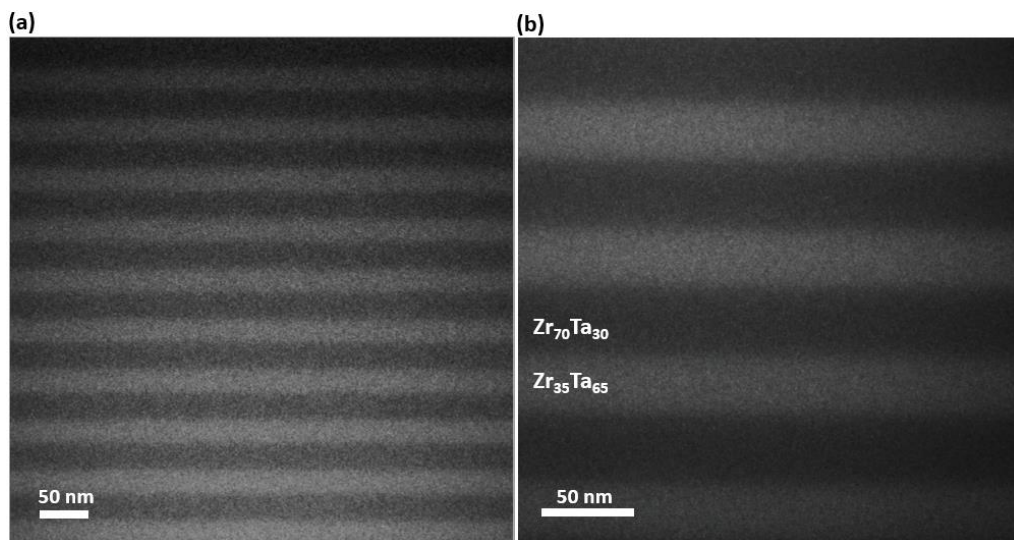 (a)
(b)
Zr₇₀Ta₃₀
Zr₃₅Ta₆₅
50 nm
50 nm